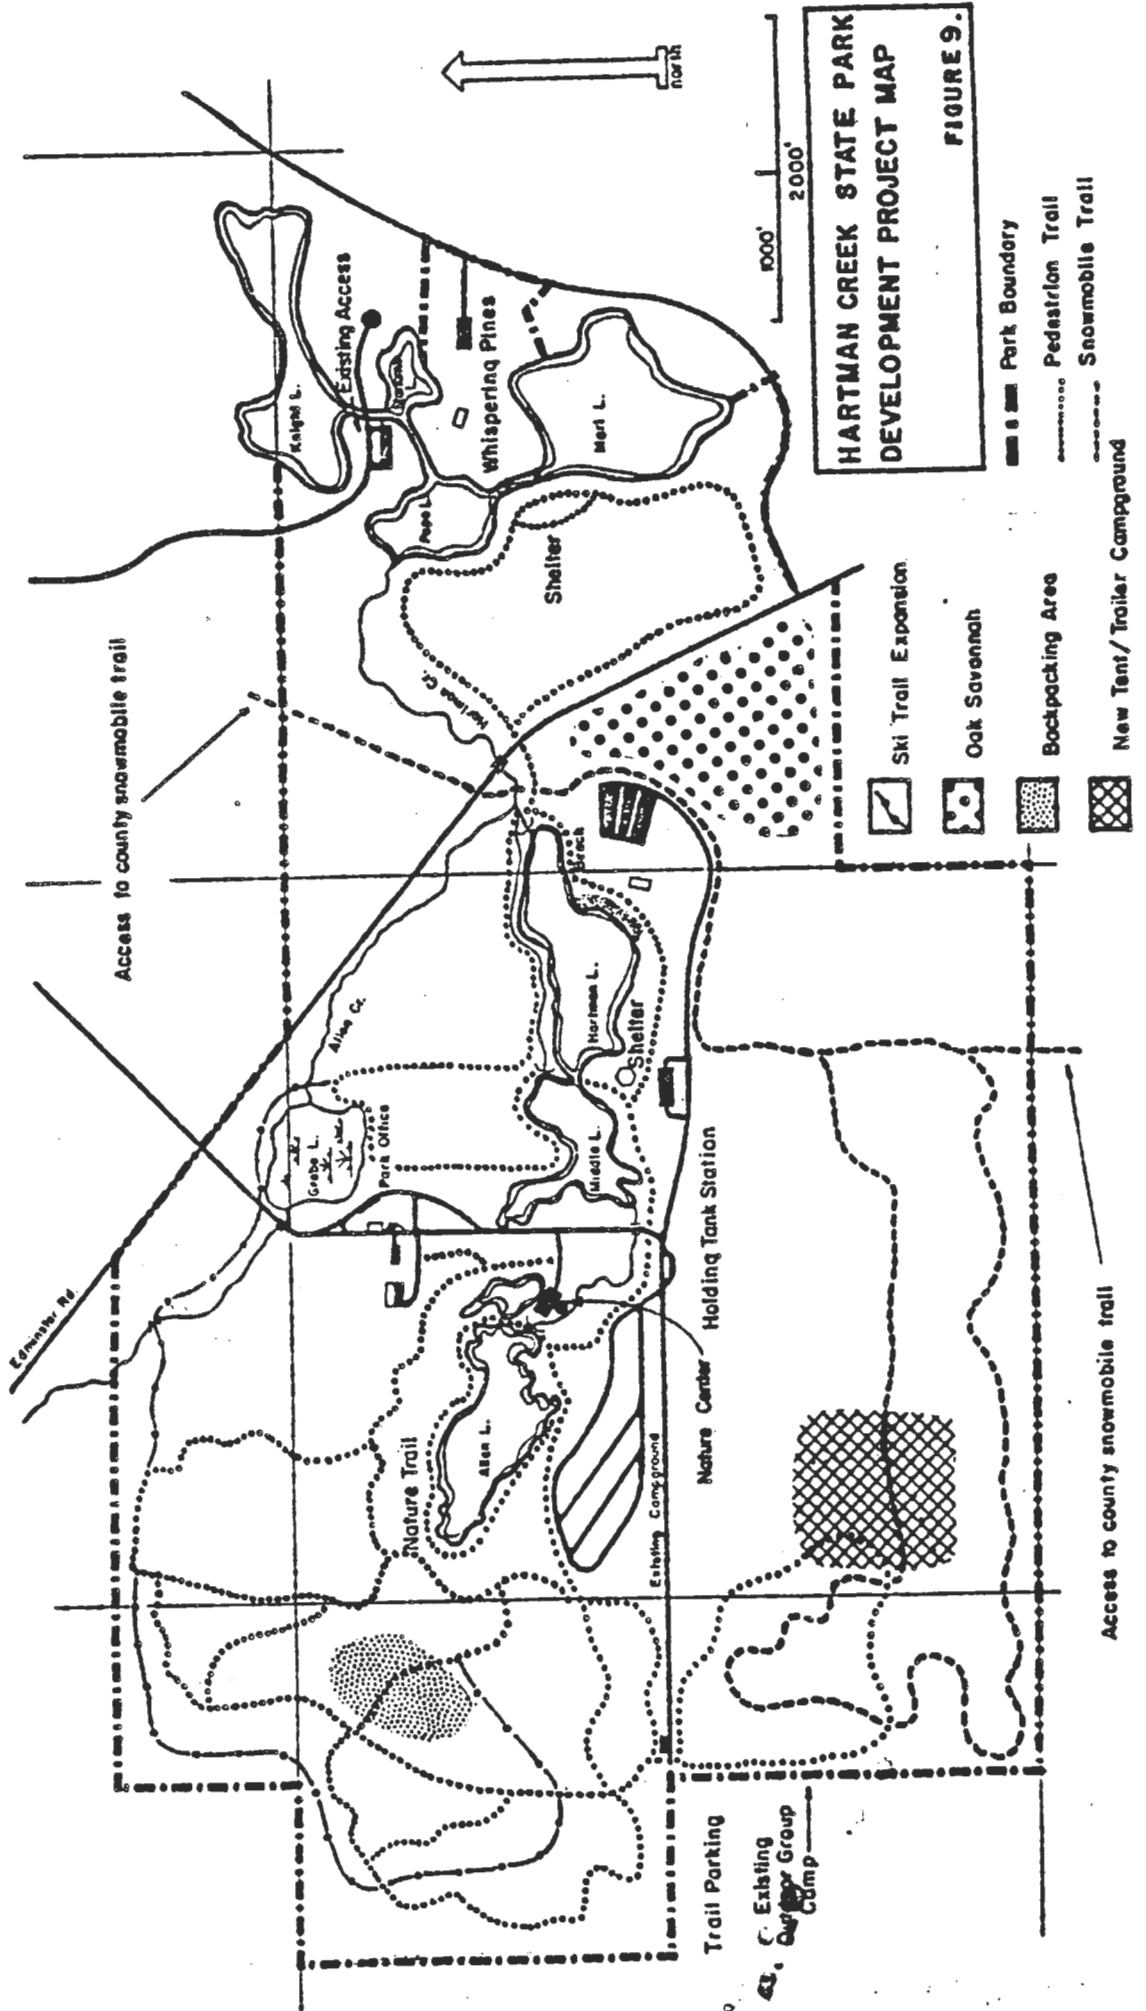 Edminster Rd.
Access to county snowmobile trail
Existing Access
Knight L.
Grebe L.
Allen Cr.
Park Office
Hartman Cr.
Pope L.
Whispering Pines
Marl L.
Shelter
Nature Trail
Allen L.
Middle L.
Hartman L.
Beach
Shelter
Existing Campground
Nature Center
Holding Tank Station
Trail Parking
Existing
Outdoor Group
Camp
Access to county snowmobile trail
north
1000'
2000'
HARTMAN CREEK STATE PARK
DEVELOPMENT PROJECT MAP
FIGURE 9.
Park Boundary
Pedestrian Trail
Snowmobile Trail
Ski Trail Expansion
Oak Savannah
Backpacking Area
New Tent/Trailer Campground